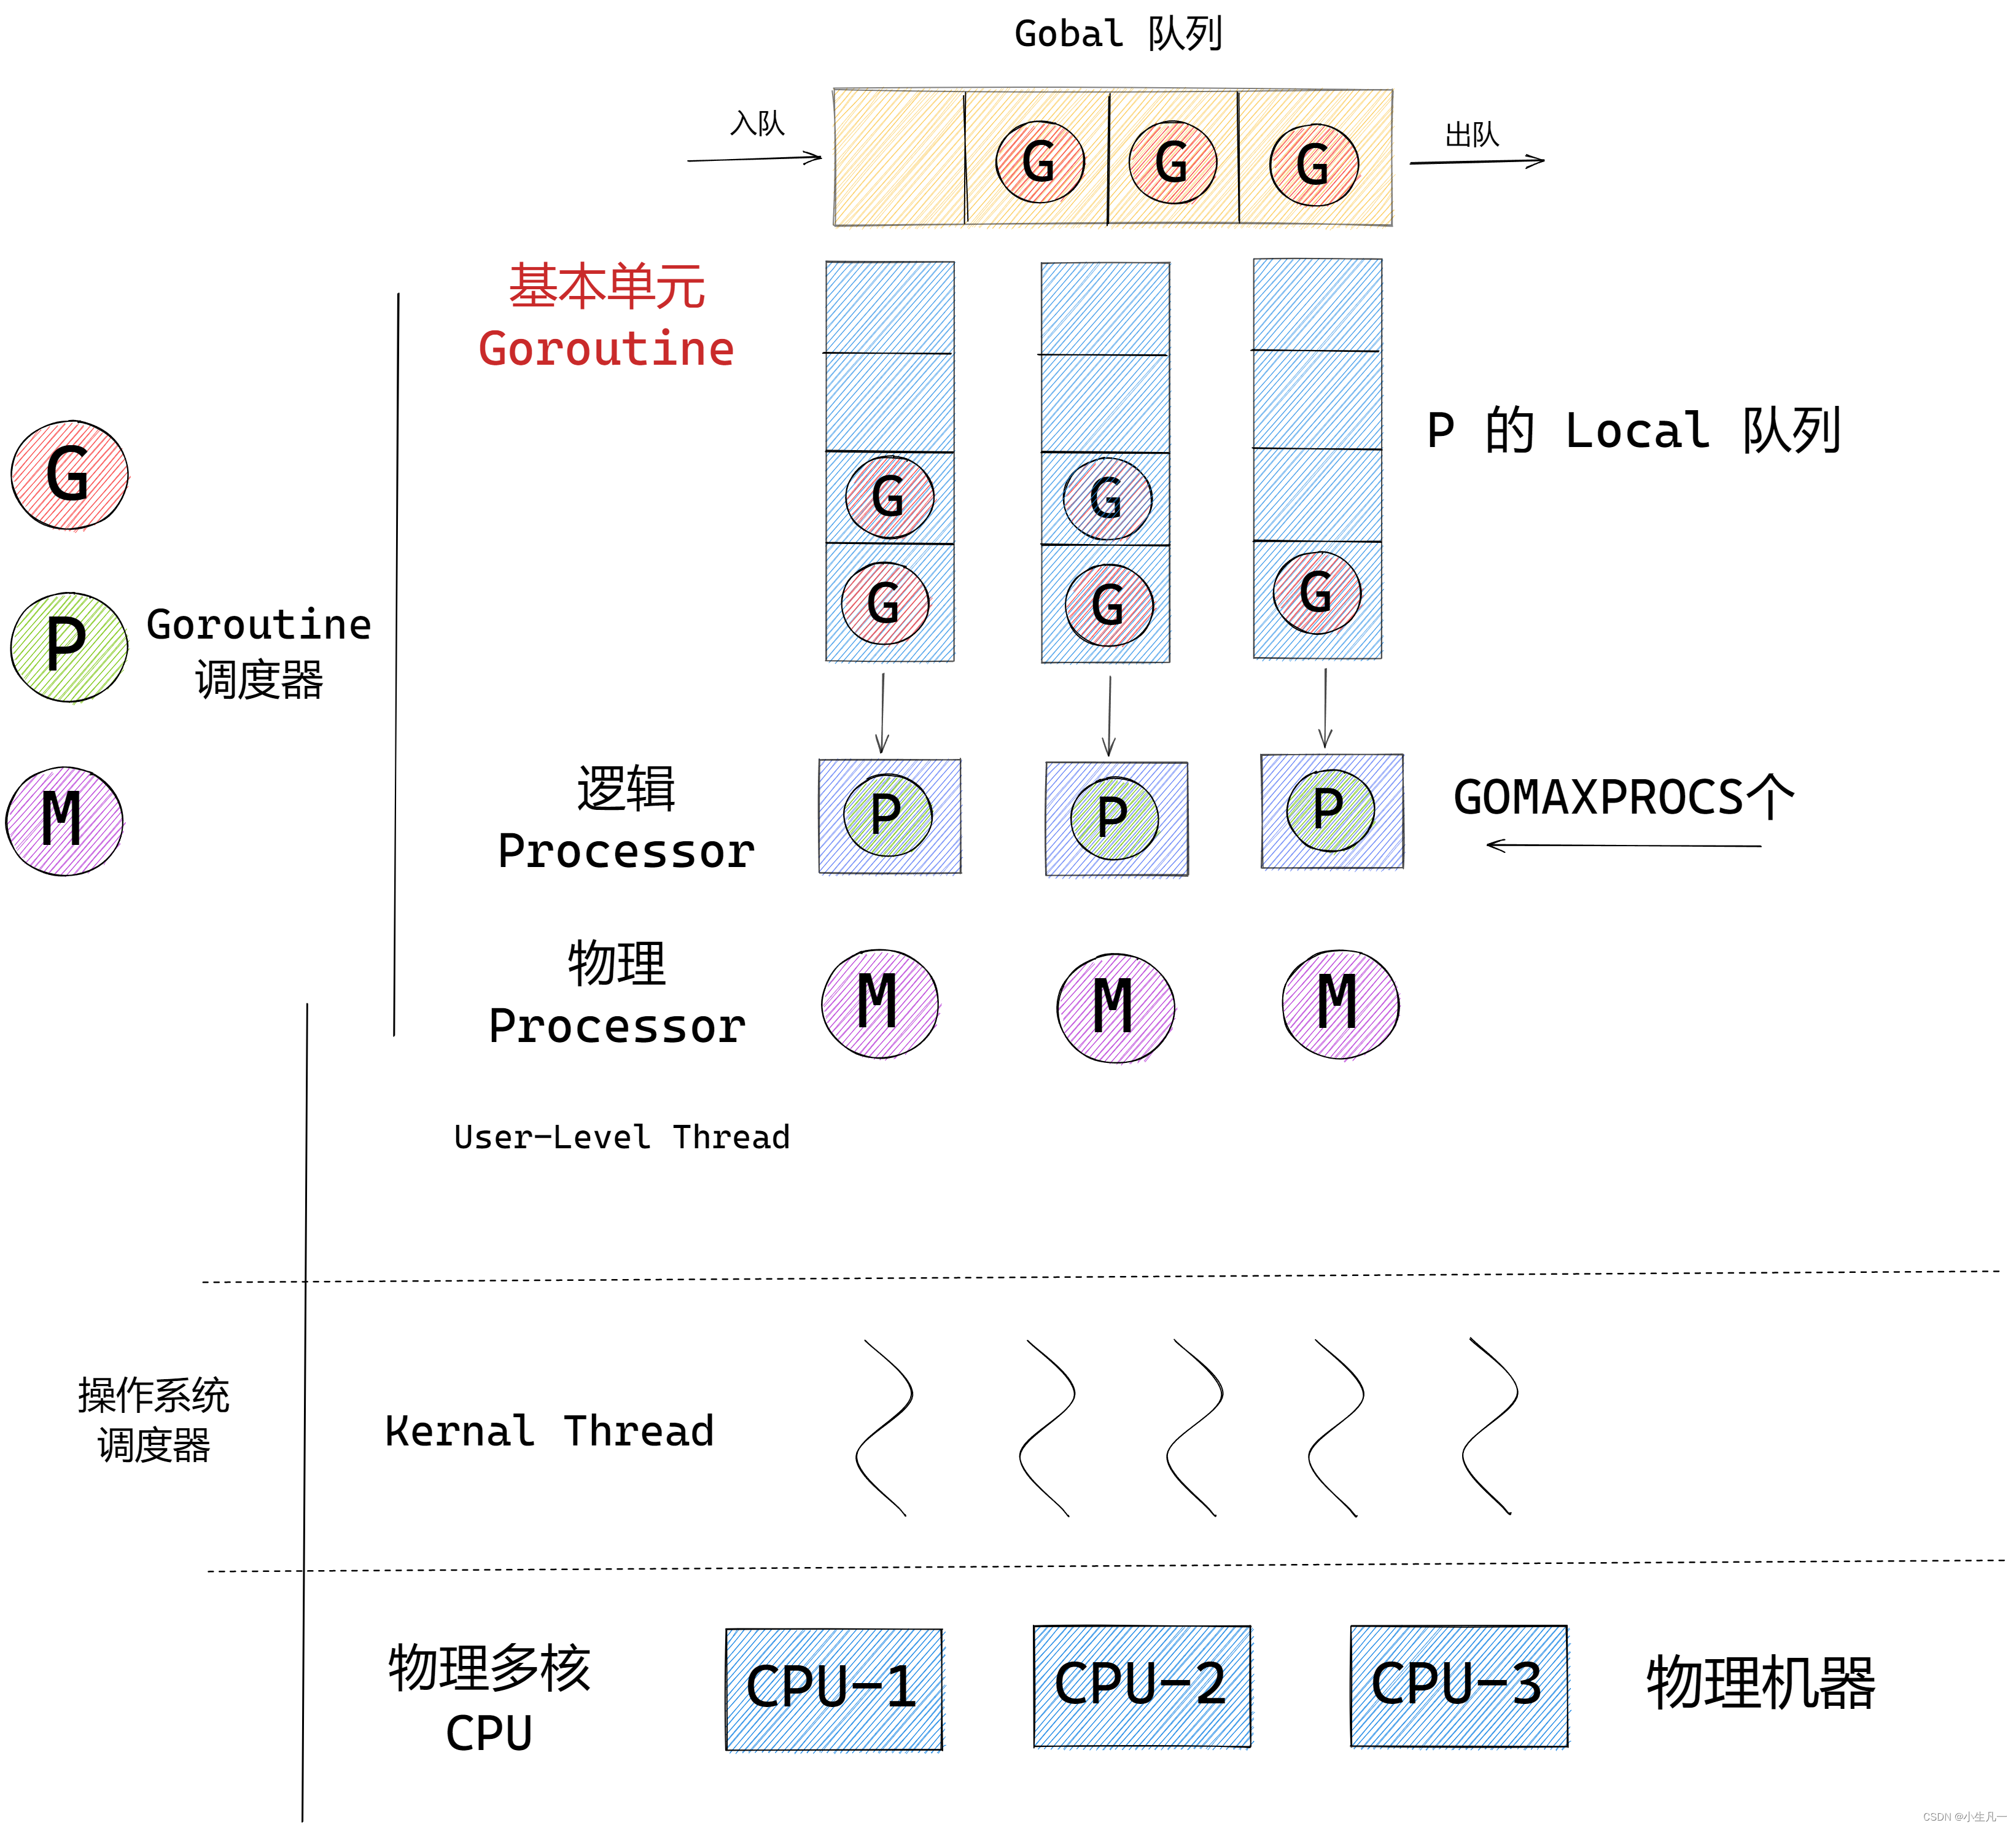 Gobal 队列
入队
G
G
G
出队
基本单元
Goroutine
P 的 Local 队列
G
G
G
G
G
G
P
M
Goroutine
调度器
逻辑
Processor
P
P
P
GOMAXPROCS个
物理
Processor
M
M
M
User-Level Thread
操作系统
调度器
Kernal Thread
物理多核
CPU
CPU-1
CPU-2
CPU-3
物理机器
CSDN @小生凡一